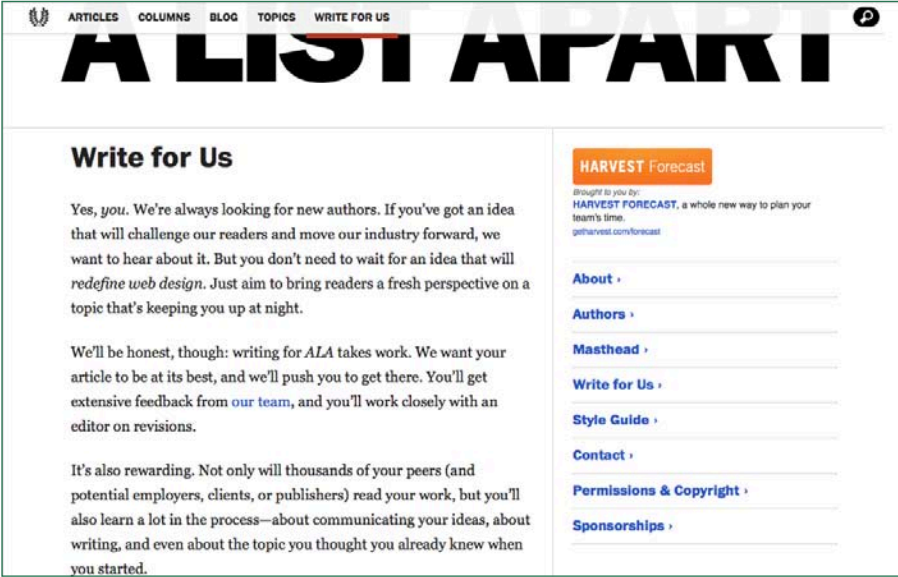 ARTICLES COLUMNS BLOG TOPICS WRITE FOR US
A LIST APART
Write for Us
Yes, you. We're always looking for new authors. If you've got an idea
that will challenge our readers and move our industry forward, we
want to hear about it. But you don't need to wait for an idea that will
redefine web design. Just aim to bring readers a fresh perspective on a
topic that's keeping you up at night.
We'll be honest, though: writing for ALA takes work. We want your
article to be at its best, and we'll push you to get there. You'll get
extensive feedback from our team, and you'll work closely with an
editor on revisions.
It's also rewarding. Not only will thousands of your peers (and
potential employers, clients, or publishers) read your work, but you'll
also learn a lot in the process—about communicating your ideas, about
writing, and even about the topic you thought you already knew when
you started.
HARVEST Forecast
Brought to you by:
HARVEST FORECAST, a whole new way to plan your
team's time.
getharvest.com/forecast
About ›
Authors ›
Masthead ›
Write for Us ›
Style Guide ›
Contact ›
Permissions & Copyright ›
Sponsorships ›